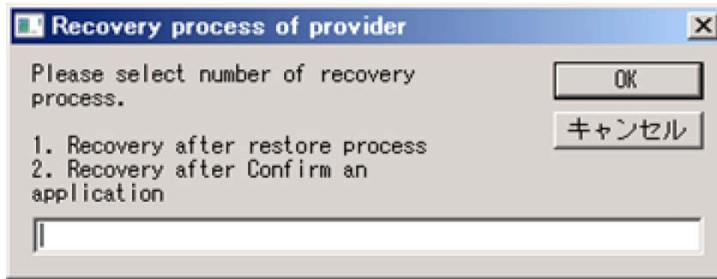 Recovery process of provider
Please select number of recovery
process.
OK
キャンセル
1. Recovery after restore process
2. Recovery after Confirm an
application